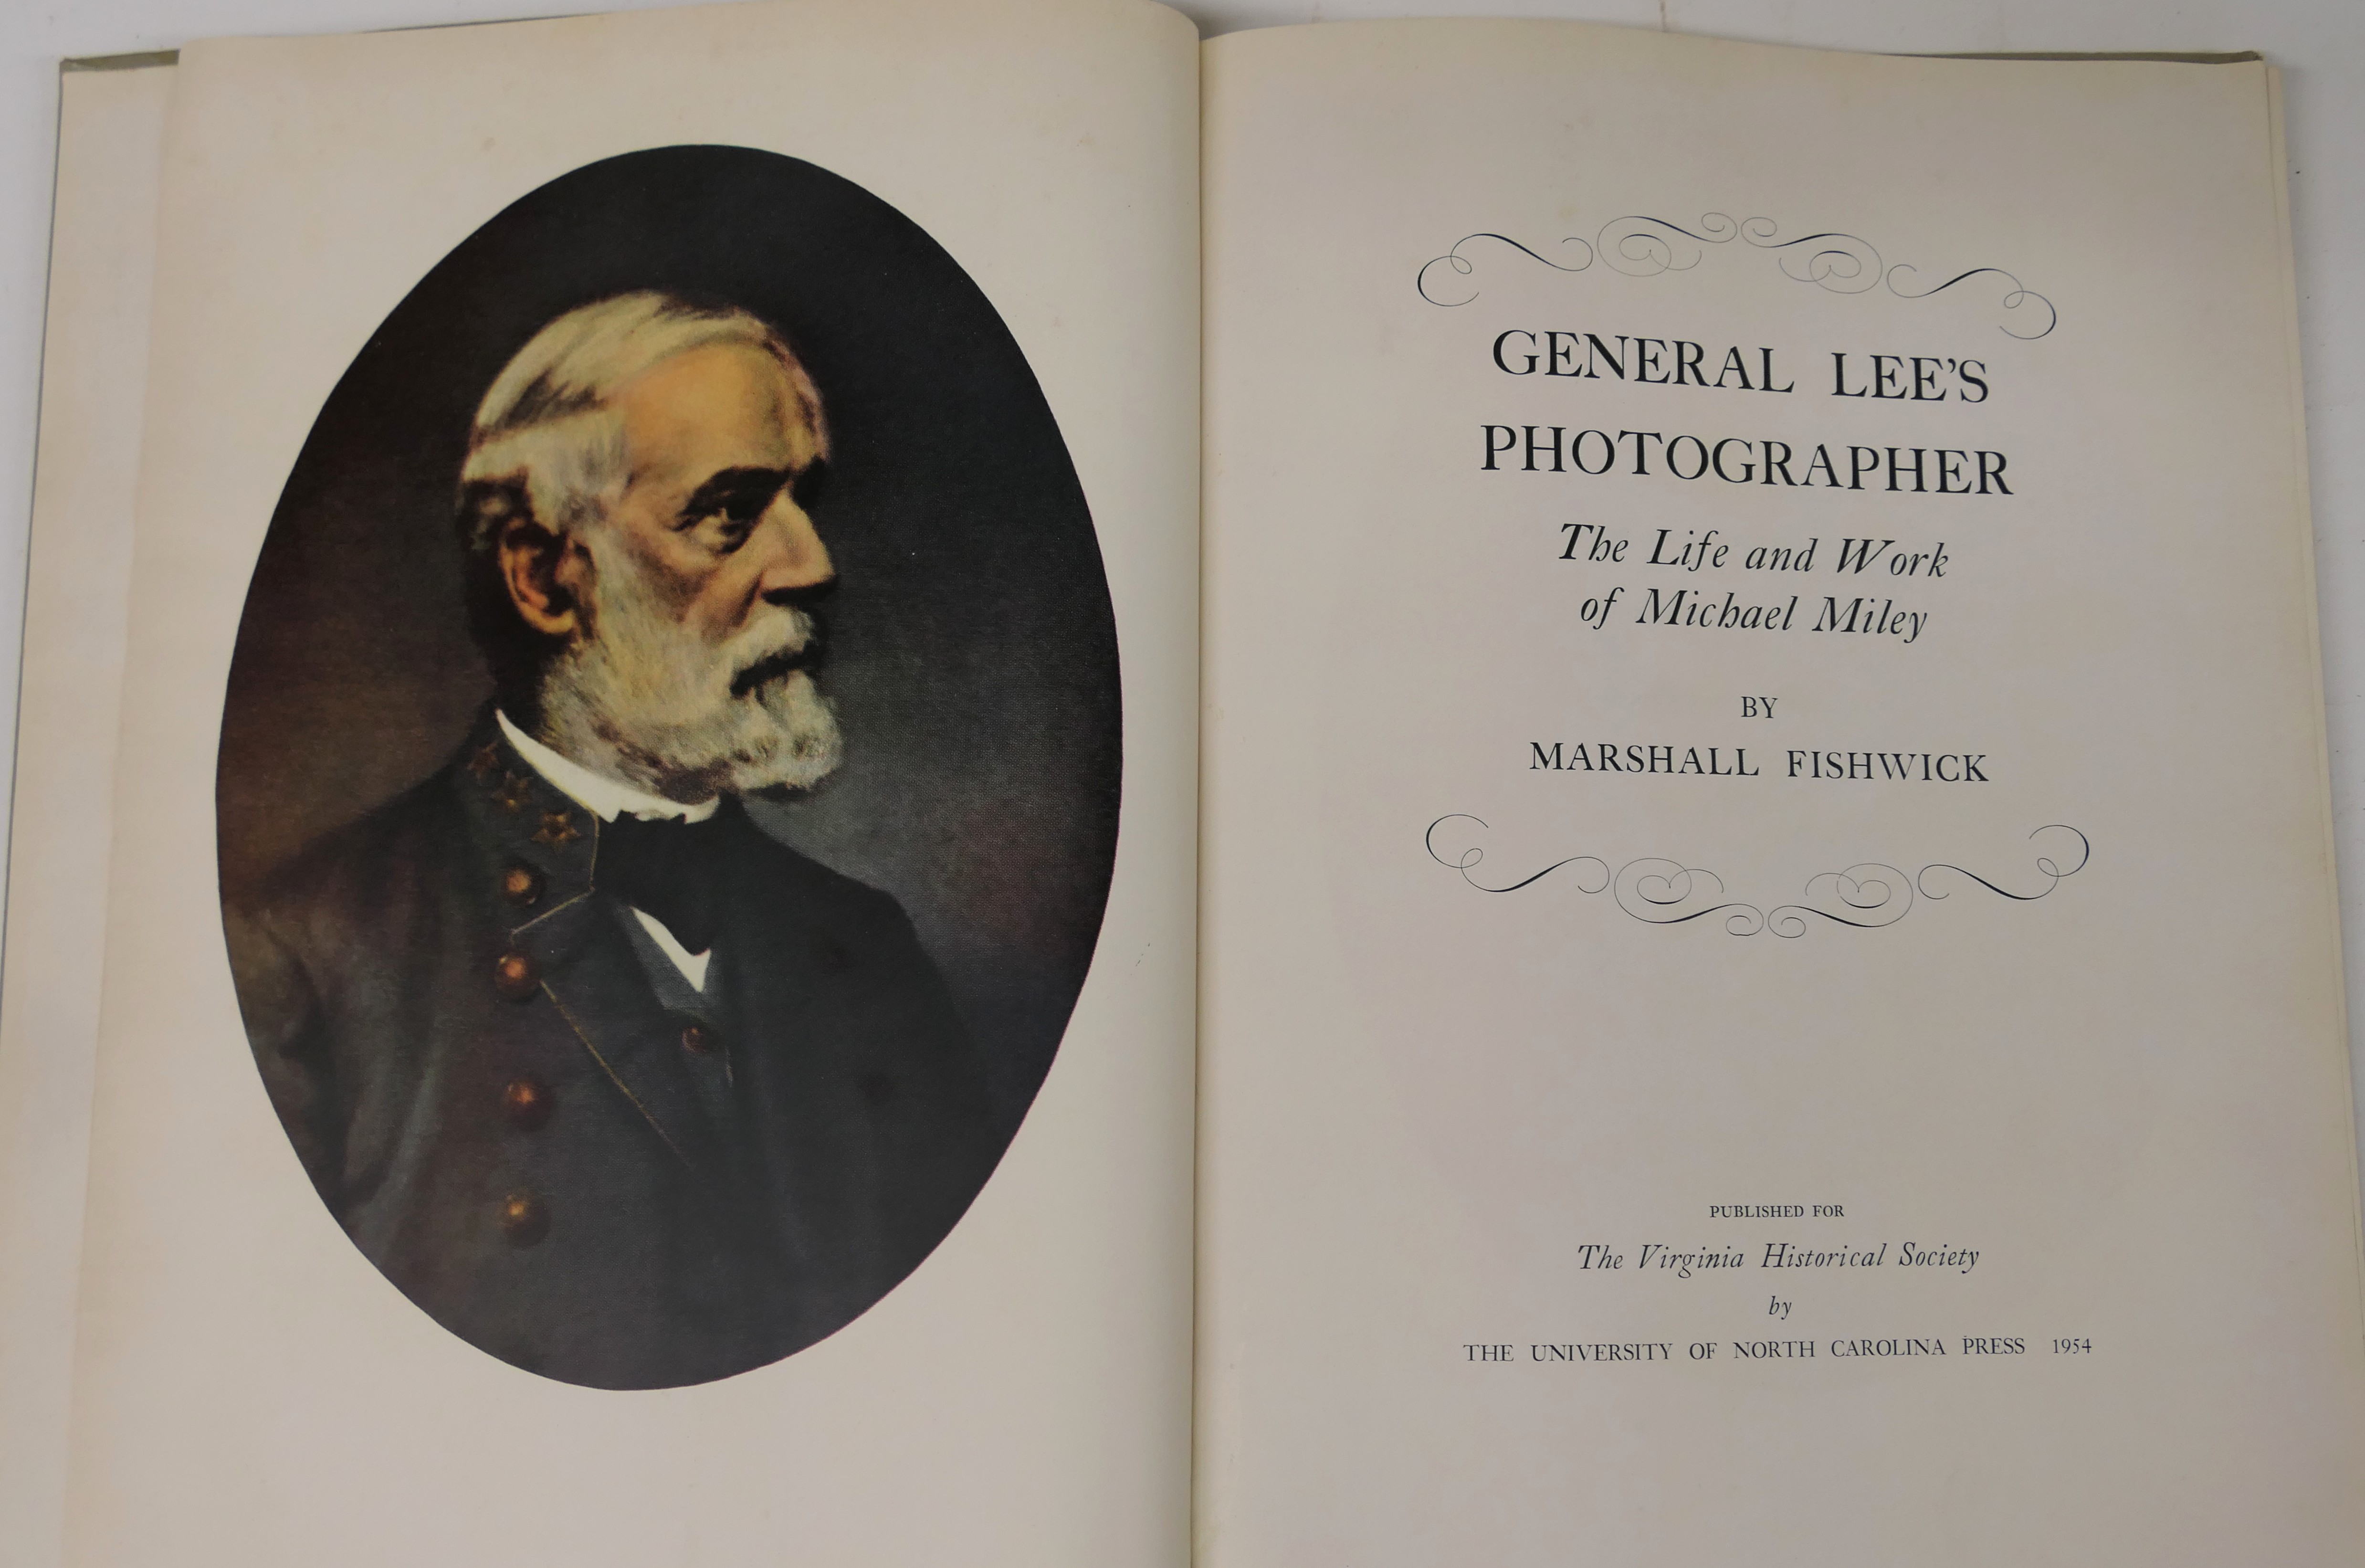 GENERAL LEE'S
PHOTOGRAPHER
The Life and Work
of Michael Miley
BY
MARSHALL FISHWICK
PUBLISHED FOR
The Virginia Historical Society
by
THE UNIVERSITY OF NORTH CAROLINA PRESS 1954